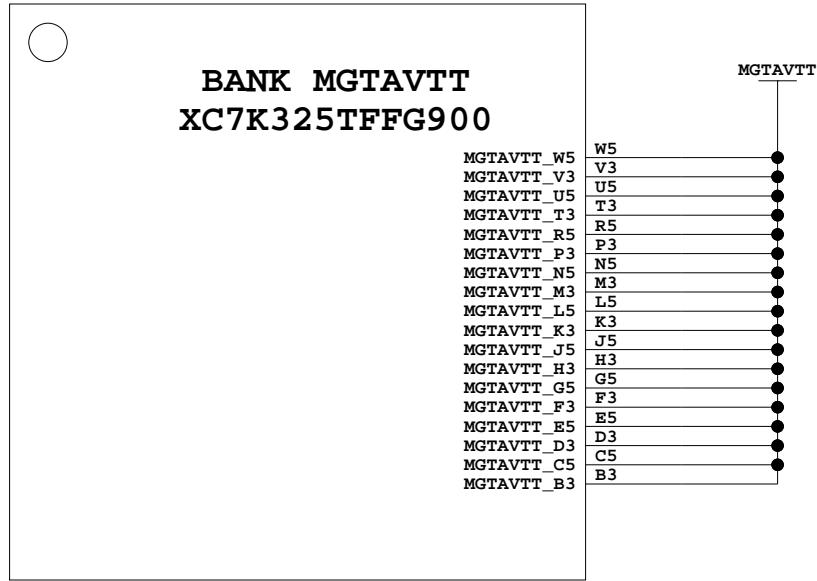 BANK MGTAVTT
XC7K325TFFG900
MGTAVTT
MGTAVTT_W5 W5
MGTAVTT_V3 V3
MGTAVTT_U5 U5
MGTAVTT_T3 T3
MGTAVTT_R5 R5
MGTAVTT_P3 P3
MGTAVTT_N5 N5
MGTAVTT_M3 M3
MGTAVTT_L5 L5
MGTAVTT_K3 K3
MGTAVTT_J5 J5
MGTAVTT_H3 H3
MGTAVTT_G5 G5
MGTAVTT_F3 F3
MGTAVTT_E5 E5
MGTAVTT_D3 D3
MGTAVTT_C5 C5
MGTAVTT_B3 B3